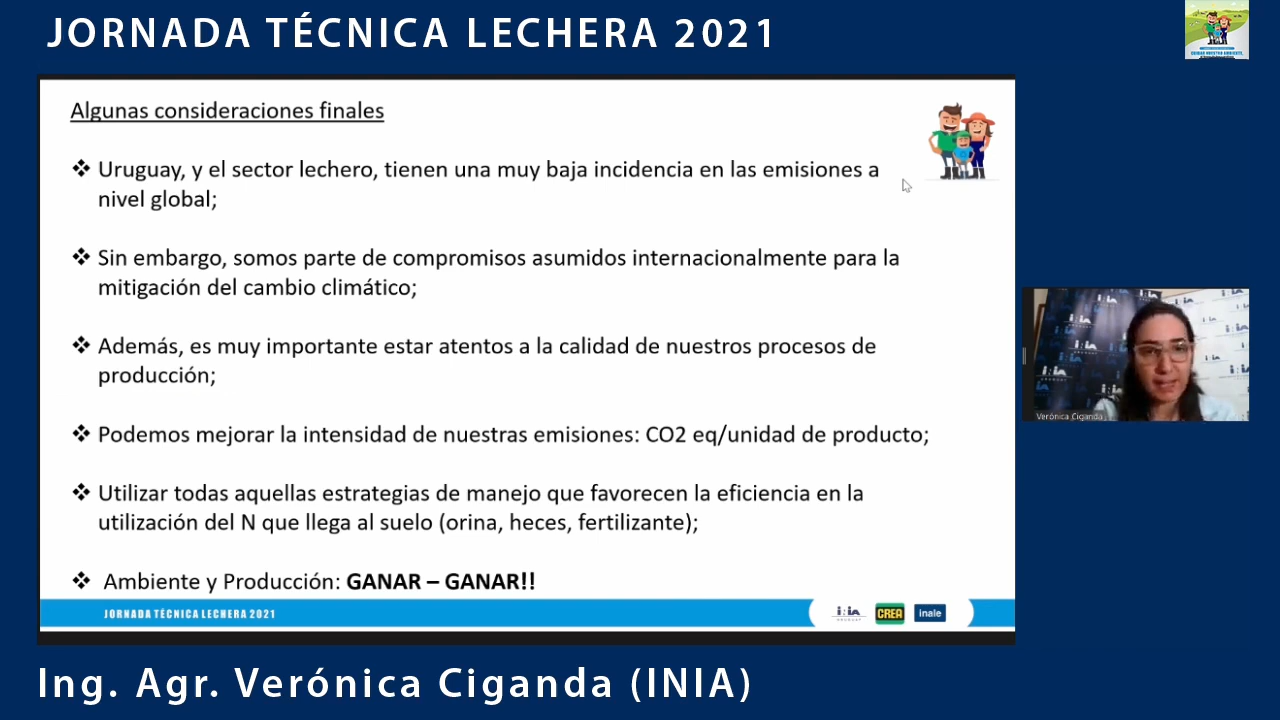 JORNADA TÉCNICA LECHERA 2021
Algunas consideraciones finales
❖ Uruguay, y el sector lechero, tienen una muy baja incidencia en las emisiones a
nivel global;
❖ Sin embargo, somos parte de compromisos asumidos internacionalmente para la
mitigación del cambio climático;
❖ Además, es muy importante estar atentos a la calidad de nuestros procesos de
producción;
❖ Podemos mejorar la intensidad de nuestras emisiones: CO2 eq/unidad de producto;
❖ Utilizar todas aquellas estrategias de manejo que favorecen la eficiencia en la
utilización del N que llega al suelo (orina, heces, fertilizante);
❖ Ambiente y Producción: GANAR – GANAR!!
JORNADA TÉCNICA LECHERA 2021
inia
URUGUAY
CREA
inale
Verónica Ciganda
Ing. Agr. Verónica Ciganda (INIA)